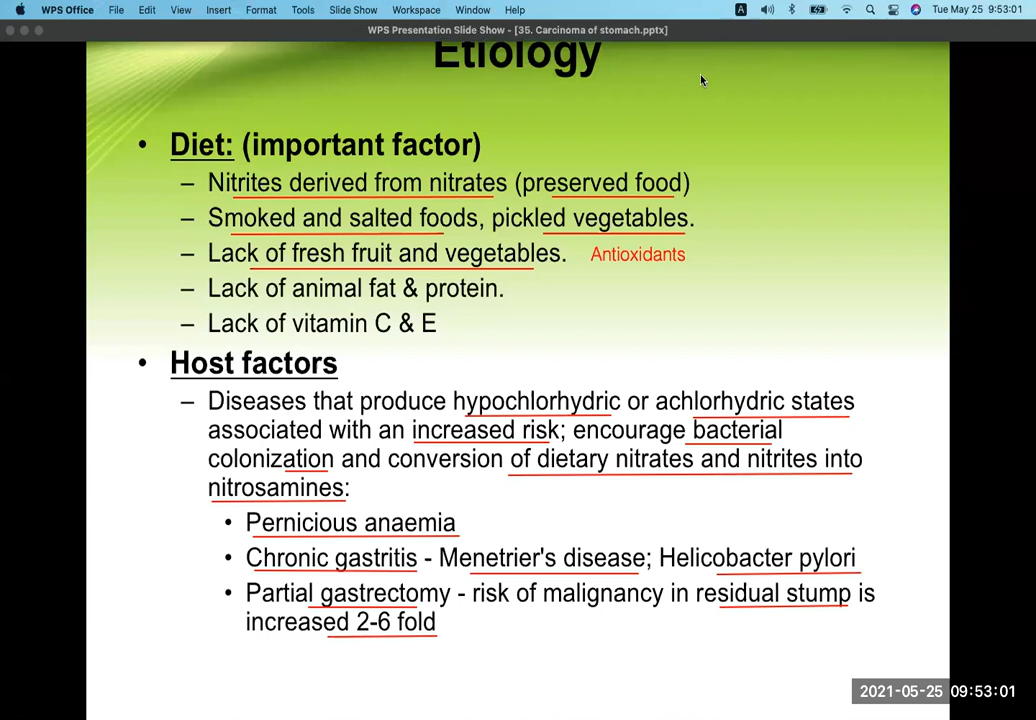 WPS Office File Edit View Insert Format Tools Slide Show Workspace Window Help A Tue May 25 9:53:01
WPS Presentation Slide Show - [35. Carcinoma of stomach.pptx]
Etiology
• Diet: (important factor)
– Nitrites derived from nitrates (preserved food)
– Smoked and salted foods, pickled vegetables.
– Lack of fresh fruit and vegetables. Antioxidants
– Lack of animal fat & protein.
– Lack of vitamin C & E
• Host factors
– Diseases that produce hypochlorhydric or achlorhydric states
associated with an increased risk; encourage bacterial
colonization and conversion of dietary nitrates and nitrites into
nitrosamines:
• Pernicious anaemia
• Chronic gastritis - Menetrier's disease; Helicobacter pylori
• Partial gastrectomy - risk of malignancy in residual stump is
increased 2-6 fold
2021-05-25 09:53:01